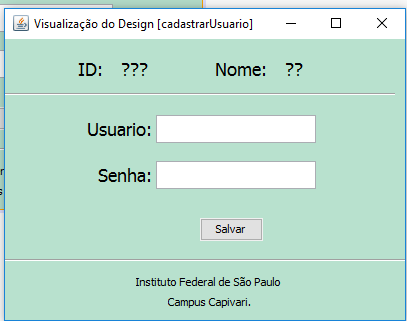 Visualização do Design [cadastrarUsuario]
ID: ??? Nome: ??
Usuario:
Senha:
Salvar
Instituto Federal de São Paulo
Campus Capivari.